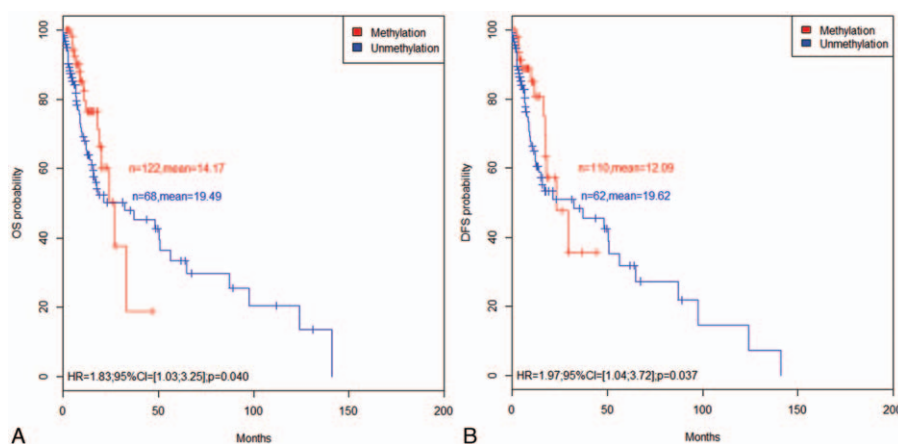 Methylation
Unmethylation
100
80
60
40
20
0
OS probability
n=122,mean=14.17
n=68,mean=19.49
HR=1.83;95%CI=[1.03;3.25];p=0.040
0 50 100 150 200
Months
A
Methylation
Unmethylation
100
80
60
40
20
0
DFS probability
n=110,mean=12.09
n=62,mean=19.62
HR=1.97;95%CI=[1.04;3.72];p=0.037
0 50 100 150 200
Months
B